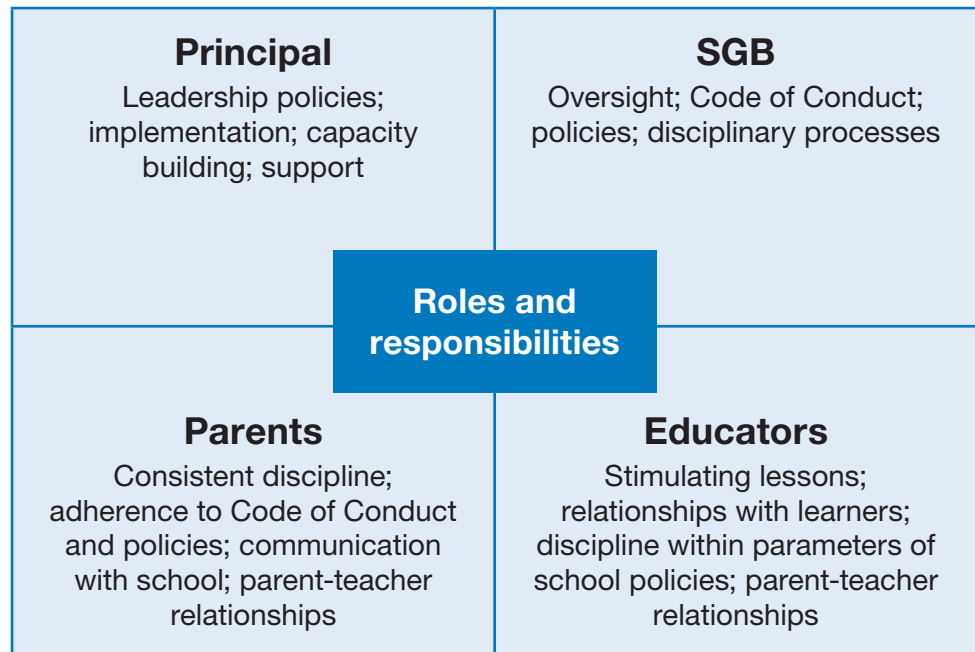 Principal
Leadership policies;
implementation; capacity
building; support
SGB
Oversight; Code of Conduct;
policies; disciplinary processes
Roles and
responsibilities
Parents
Consistent discipline;
adherence to Code of Conduct
and policies; communication
with school; parent-teacher
relationships
Educators
Stimulating lessons;
relationships with learners;
discipline within parameters of
school policies; parent-teacher
relationships